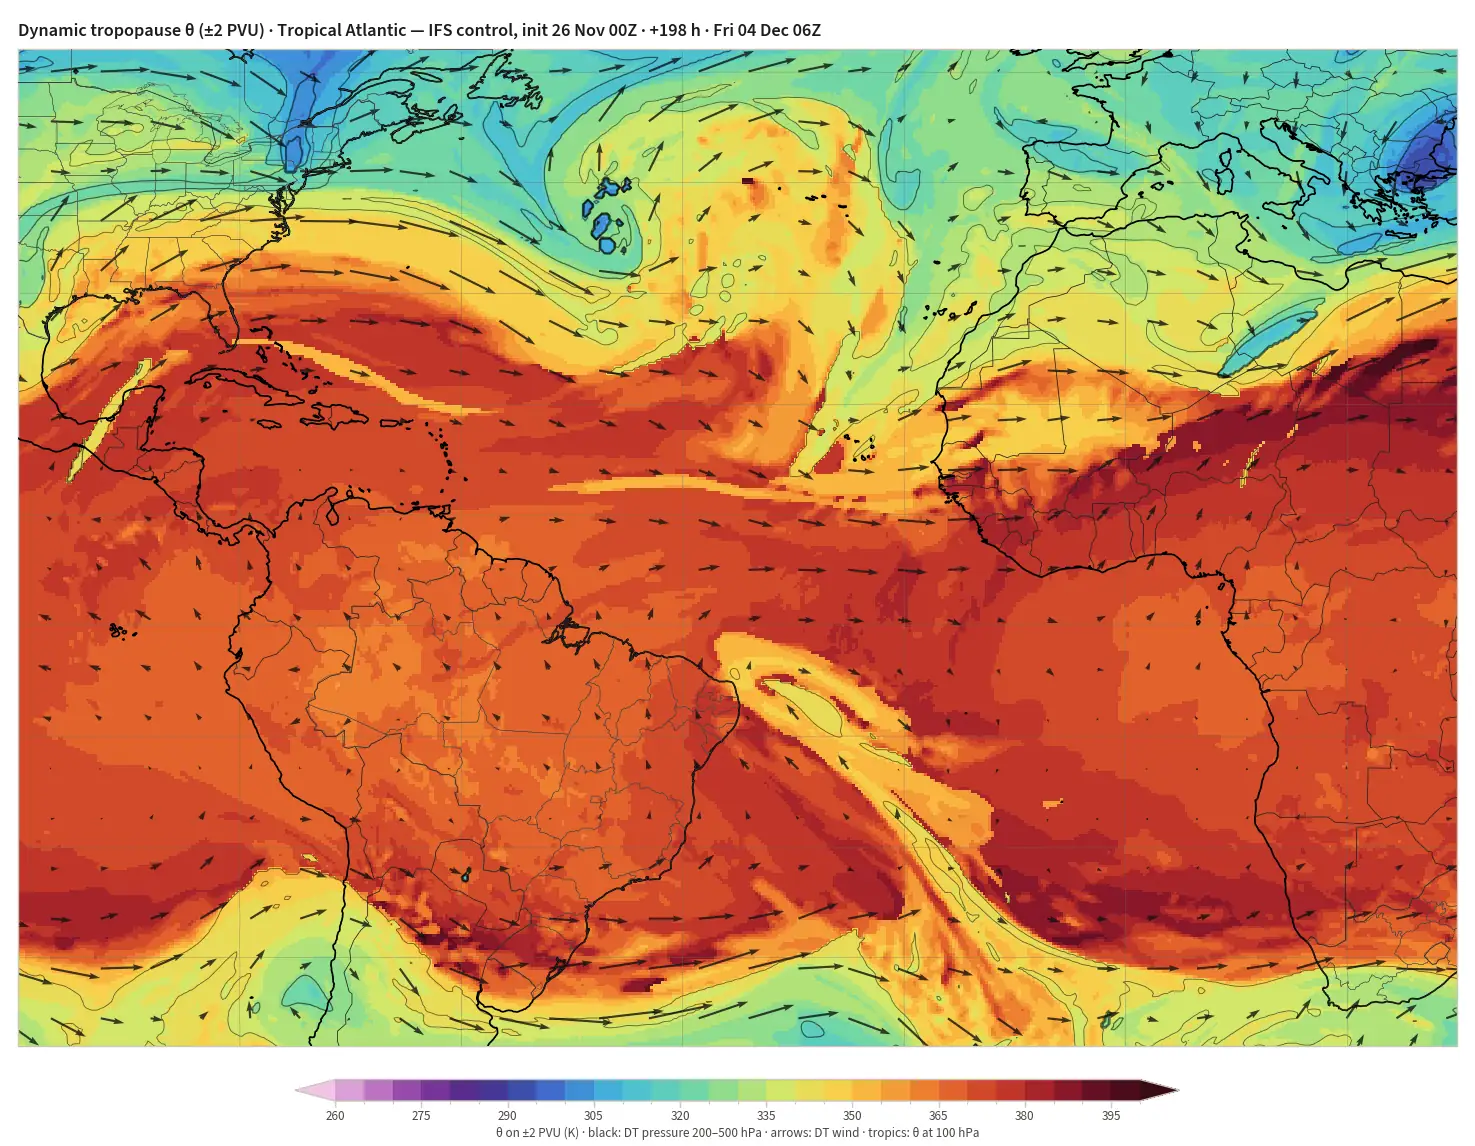 Dynamic tropopause θ (±2 PVU) · Tropical Atlantic — IFS control, init 26 Nov 00Z · +198 h · Fri 04 Dec 06Z
260 275 290 305 320 335 350 365 380 395
θ on ±2 PVU (K) · black: DT pressure 200–500 hPa · arrows: DT wind · tropics: θ at 100 hPa